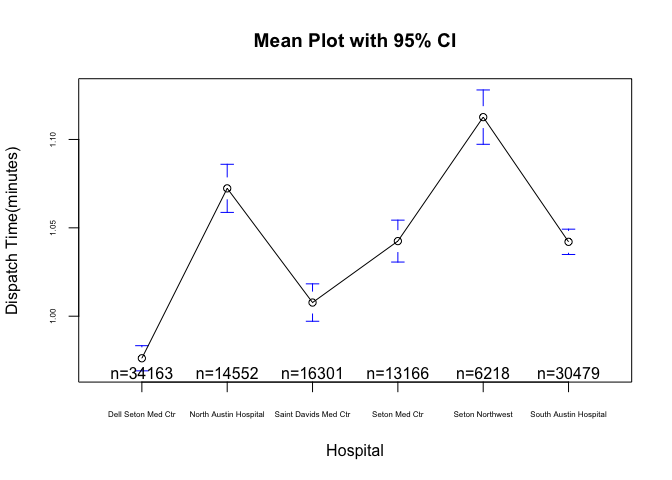 Mean Plot with 95% CI
Dispatch Time(minutes)
1.10
1.05
1.00
n=34163 n=14552 n=16301 n=13166 n=6218 n=30479
Dell Seton Med Ctr North Austin Hospital Saint Davids Med Ctr Seton Med Ctr Seton Northwest South Austin Hospital
Hospital